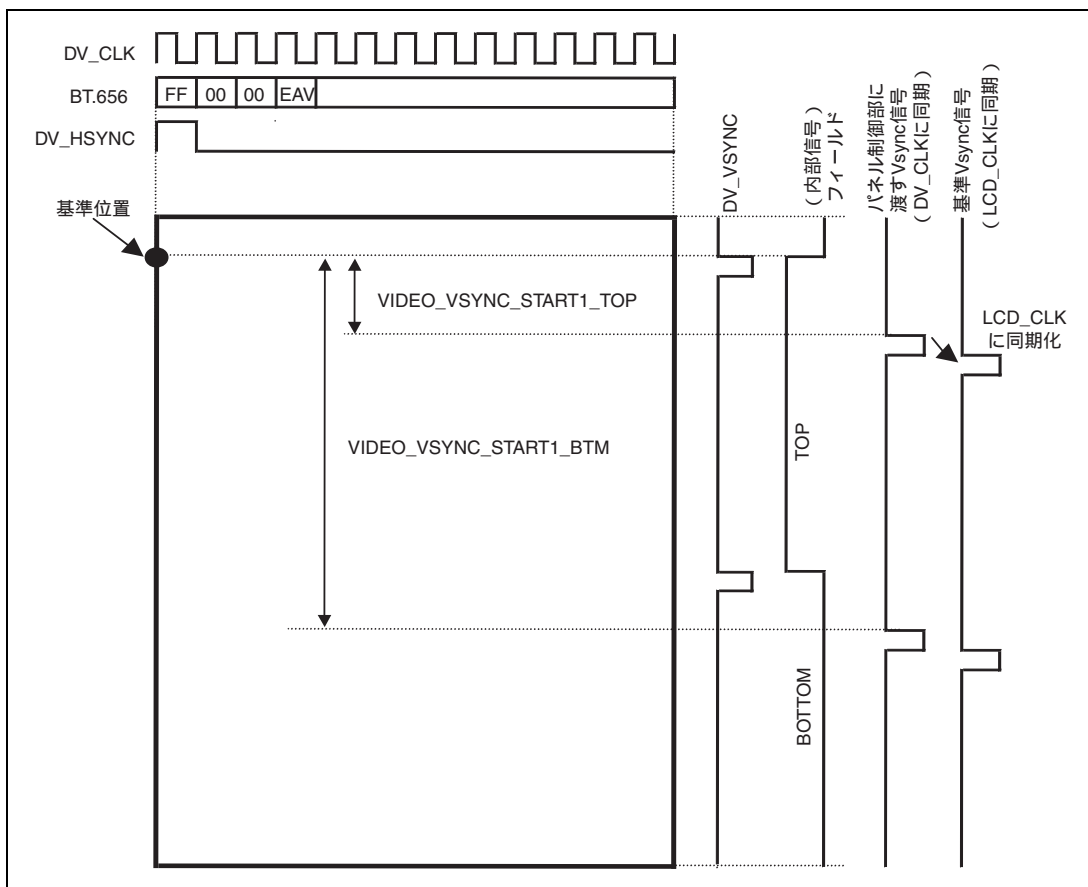 DV_CLK
BT.656
FF 00 00 EAV
DV_HSYNC
基準位置
DV_VSYNC
（内部信号）
フィールド
パネル制御部に
渡すVsync信号
（DV_CLKに同期）
基準Vsync信号
（LCD_CLKに同期）
VIDEO_VSYNC_START1_TOP
LCD_CLK
に同期化
VIDEO_VSYNC_START1_BTM
TOP
BOTTOM